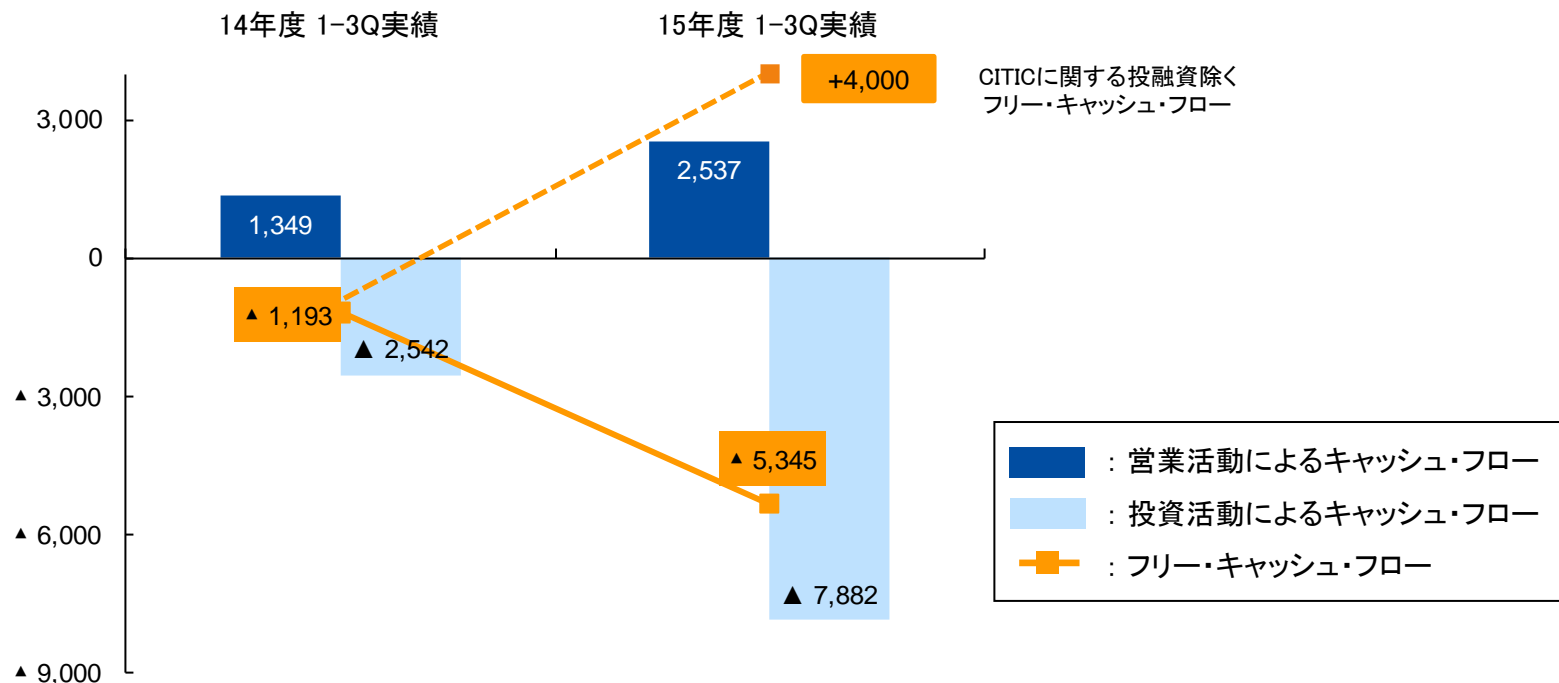 14年度 1-3Q実績
15年度 1-3Q実績
+4,000
CITICに関する投融資除く
フリー・キャッシュ・フロー
3,000
2,537
1,349
0
▲ 1,193
▲ 2,542
▲ 3,000
▲ 5,345
▲ 6,000
▲ 7,882
▲ 9,000
：営業活動によるキャッシュ・フロー
：投資活動によるキャッシュ・フロー
：フリー・キャッシュ・フロー